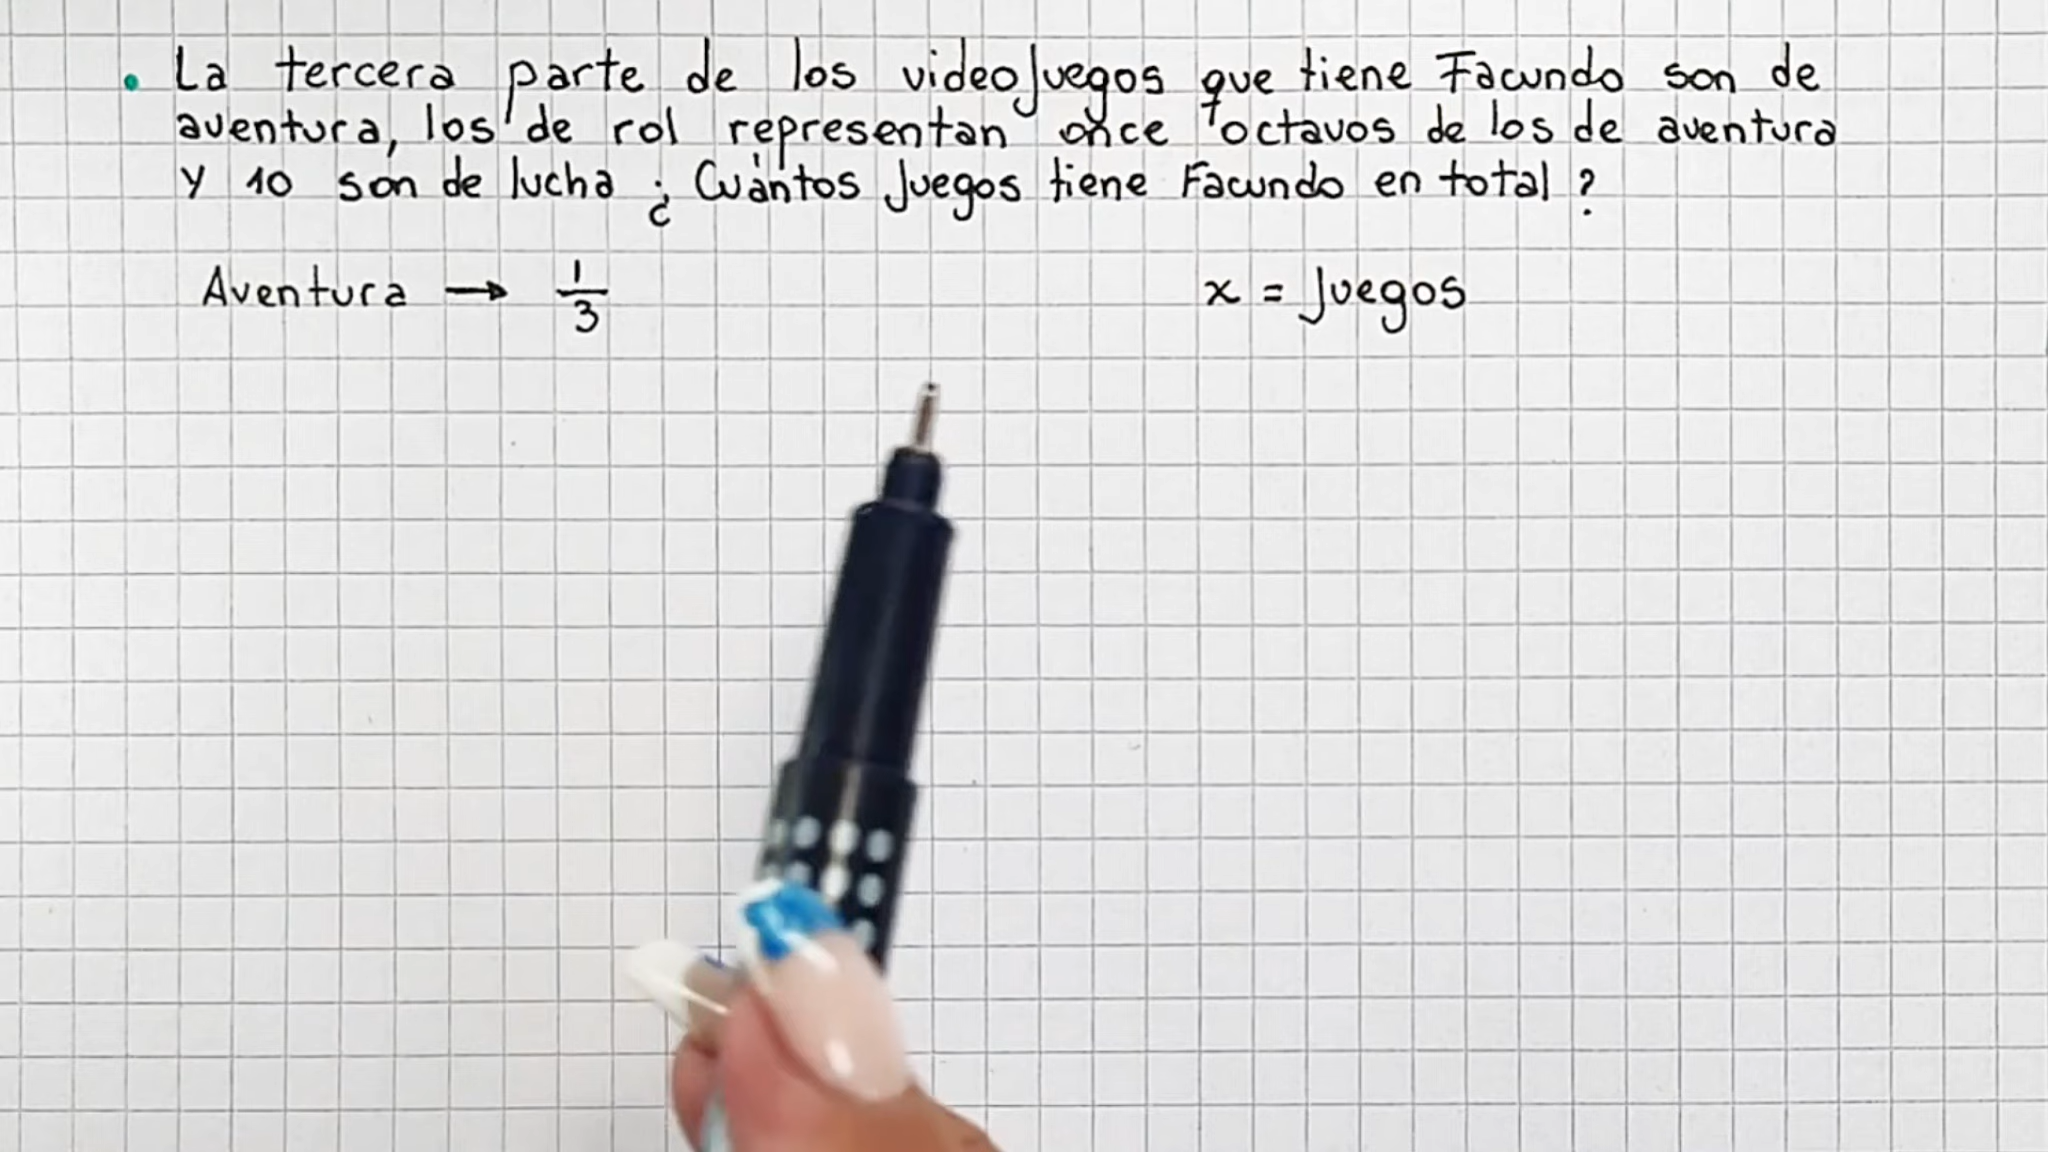 • La tercera parte de los videojuegos que tiene Facundo son de
aventura, los de rol representan once octavos de los de aventura
y 10 son de lucha ¿Cuántos juegos tiene Facundo en total?
Aventura → 1/3
x = juegos